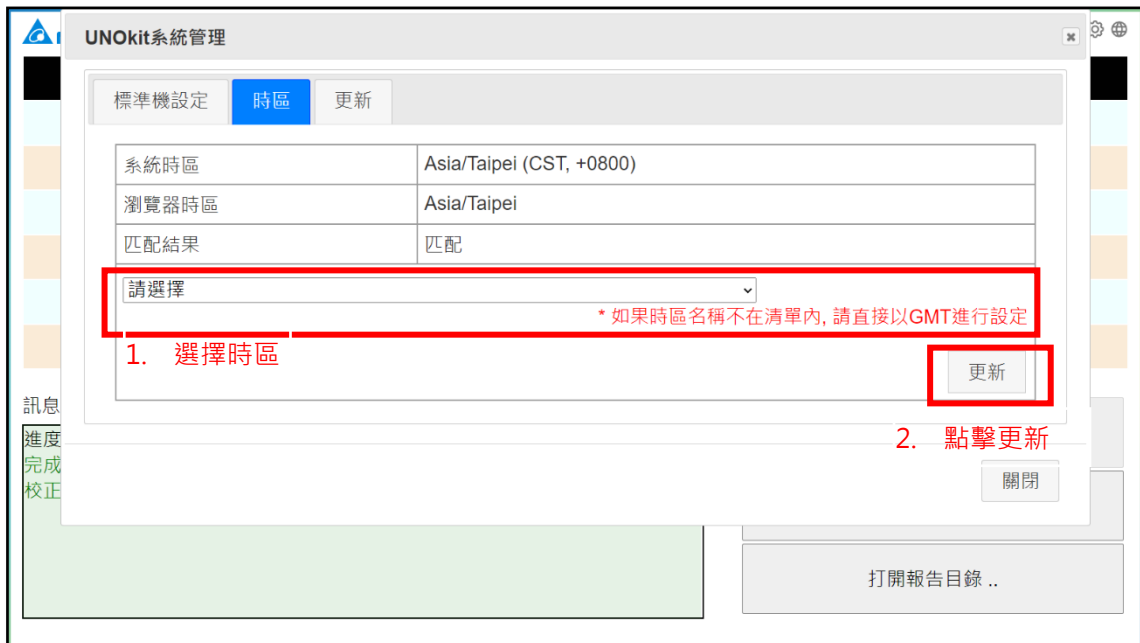 UNOkit系統管理
標準機設定 時區 更新
系統時區 Asia/Taipei (CST, +0800)
瀏覽器時區 Asia/Taipei
匹配結果 匹配
請選擇
* 如果時區名稱不在清單內, 請直接以GMT進行設定
1. 選擇時區
更新
2. 點擊更新
關閉
訊息
進度
完成
校正
打開報告目錄 ..